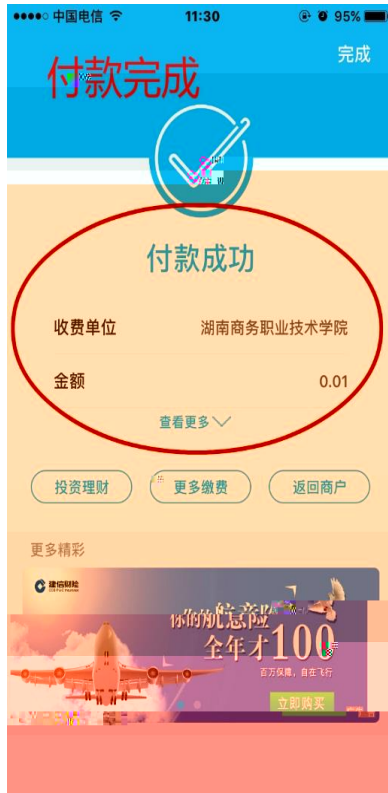 中国电信 11:30 95%
完成
付款完成
付款成功
收费单位 湖南商务职业技术学院
金额 0.01
查看更多
投资理财 更多缴费 返回商户
更多精彩
建信财险
你的航意险
全年才100
百万保障，自在飞行
立即购买